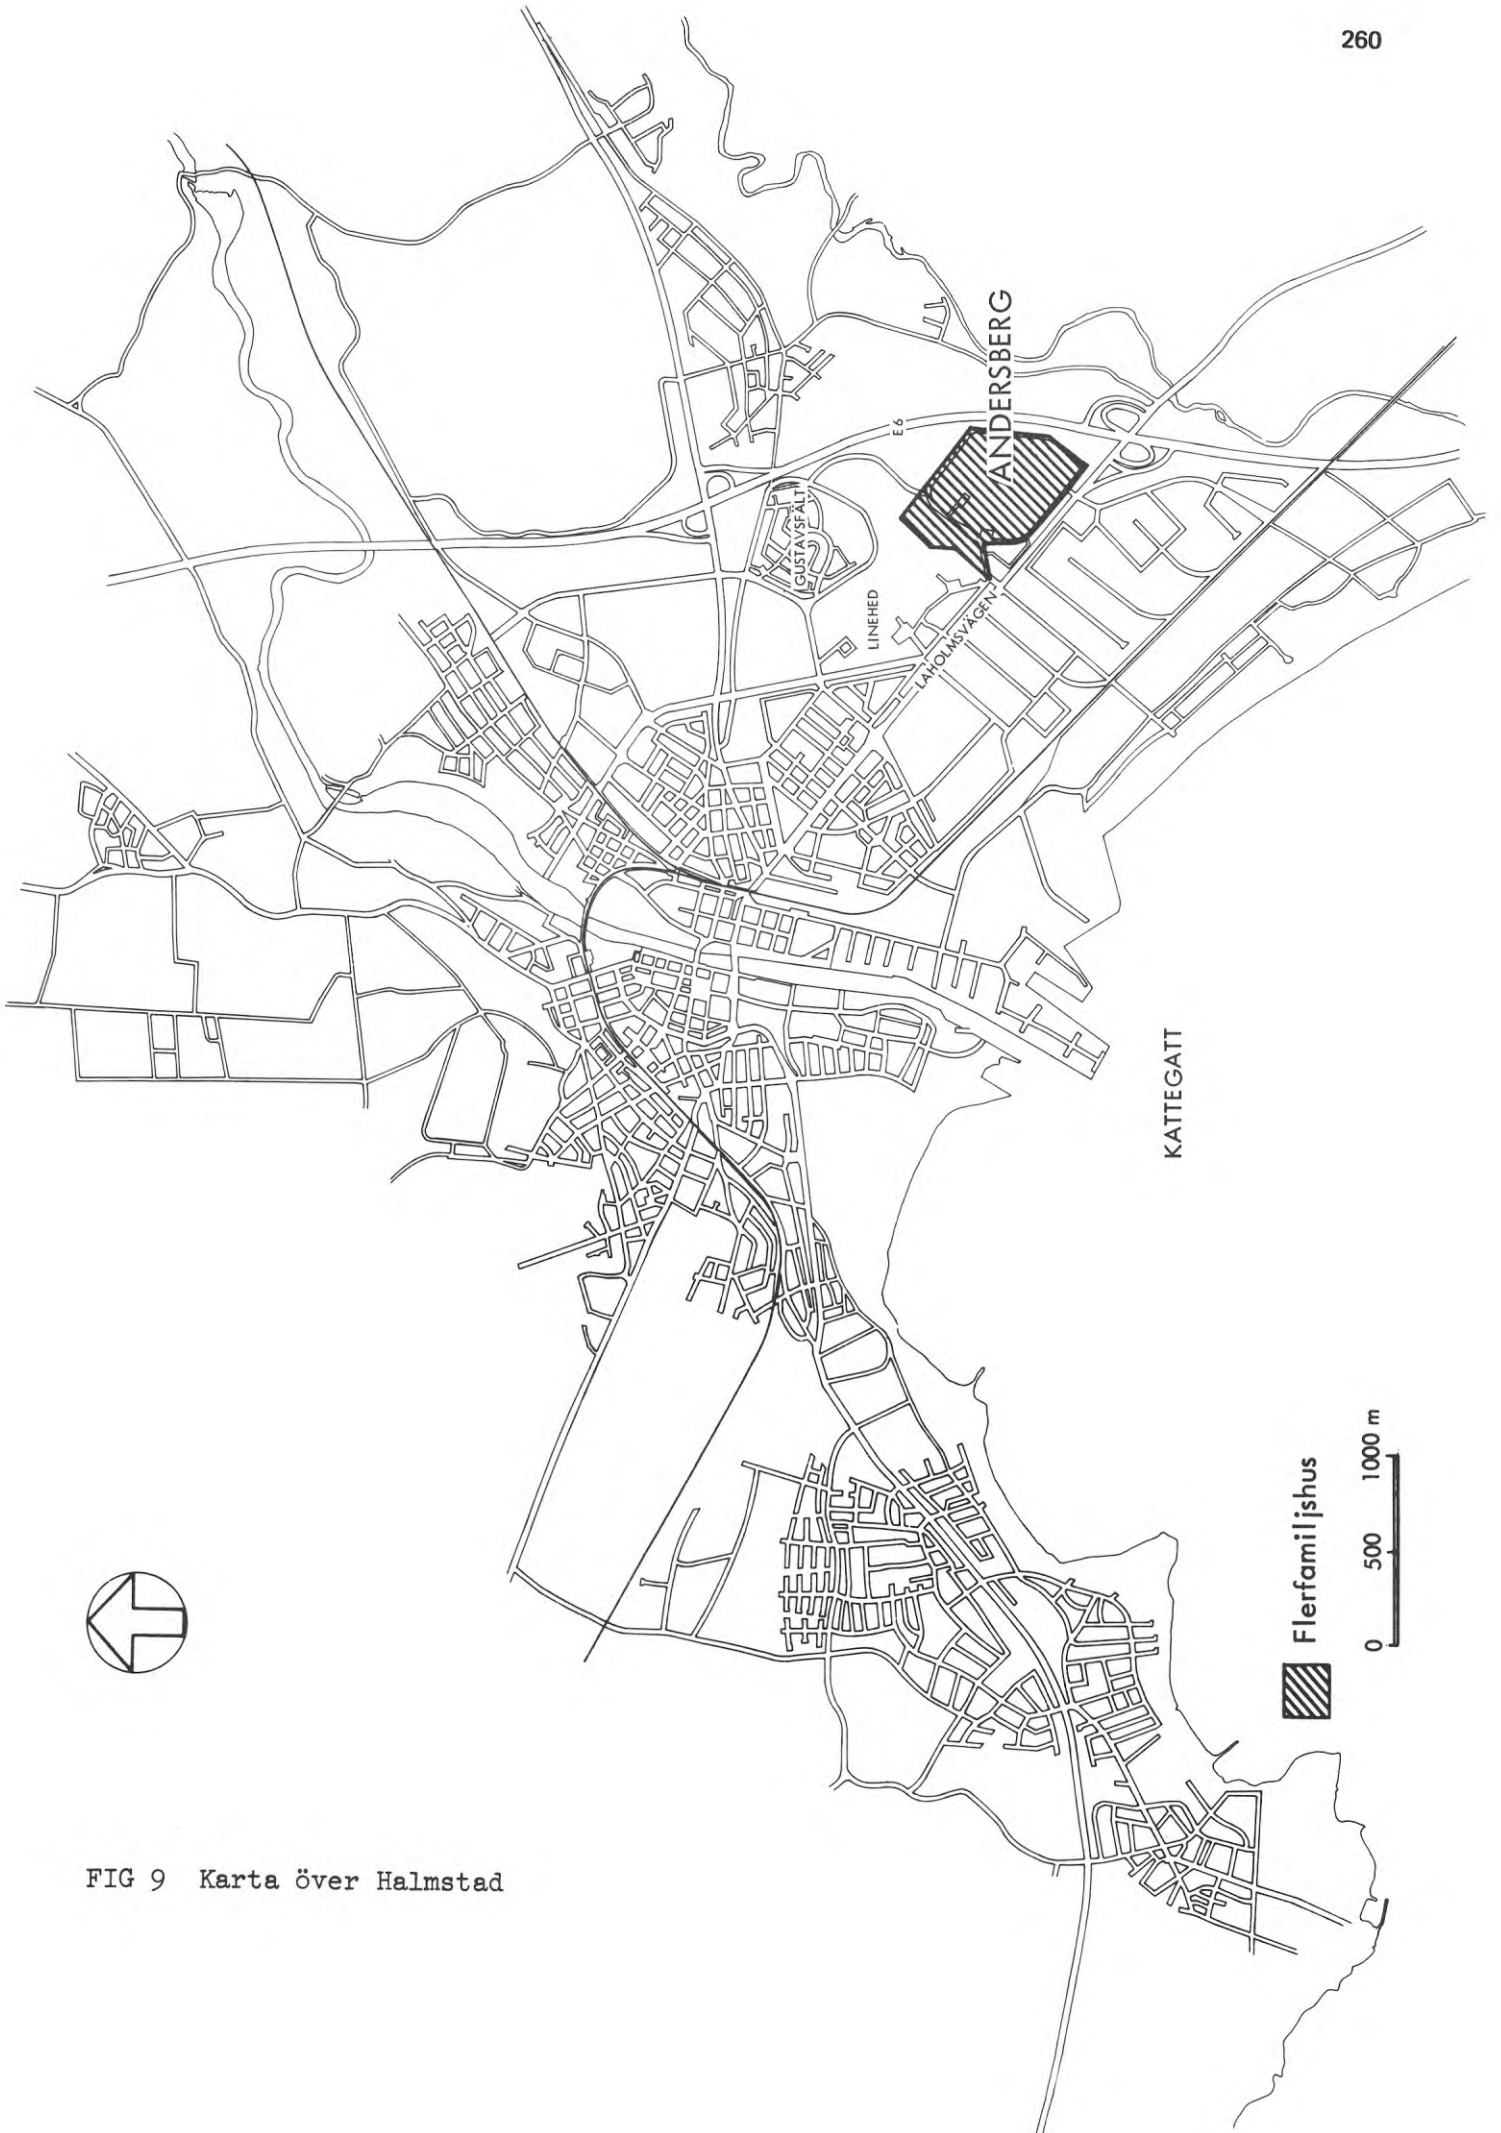 260
ANDERSBERG
E6
GUSTAVSFÄLT
LINEHED
LAHOLMSVÄGEN
KATTEGATT
Flerfamiljshus
0 500 1000 m
FIG 9 Karta över Halmstad